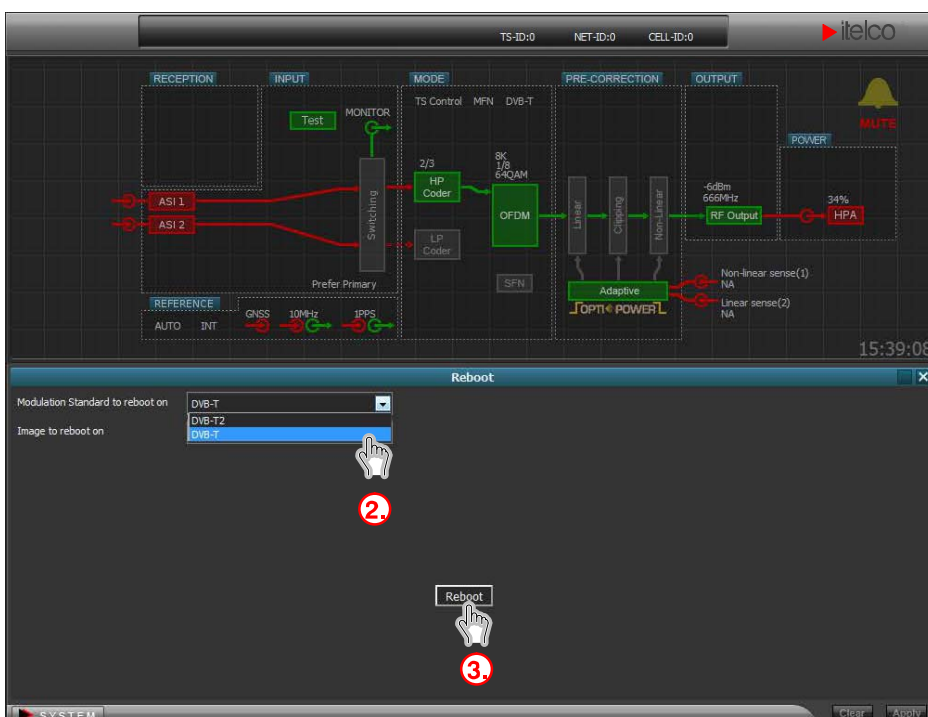 TS-ID:0 NET-ID:0 CELL-ID:0
itelco
RECEPTION INPUT MODE PRE-CORRECTION OUTPUT
TS Control MFN DVB-T
Test
MONITOR
MUTE
POWER
2/3
8K
1/8
64QAM
HP
Coder
ASI 1
ASI 2
Switching
OFDM
Linear
Clipping
Non-Linear
-6dBm
666MHz
RF Output
34%
HPA
LP
Coder
SFN
Prefer Primary
Adaptive
OPTI POWER
Non-linear sense(1)
NA
Linear sense(2)
NA
REFERENCE
AUTO INT
GNSS 10MHz 1PPS
15:39:08
Reboot
Modulation Standard to reboot on DVB-T
DVB-T2
Image to reboot on DVB-T
2.
Reboot
3.
SYSTEM
Clear Apply